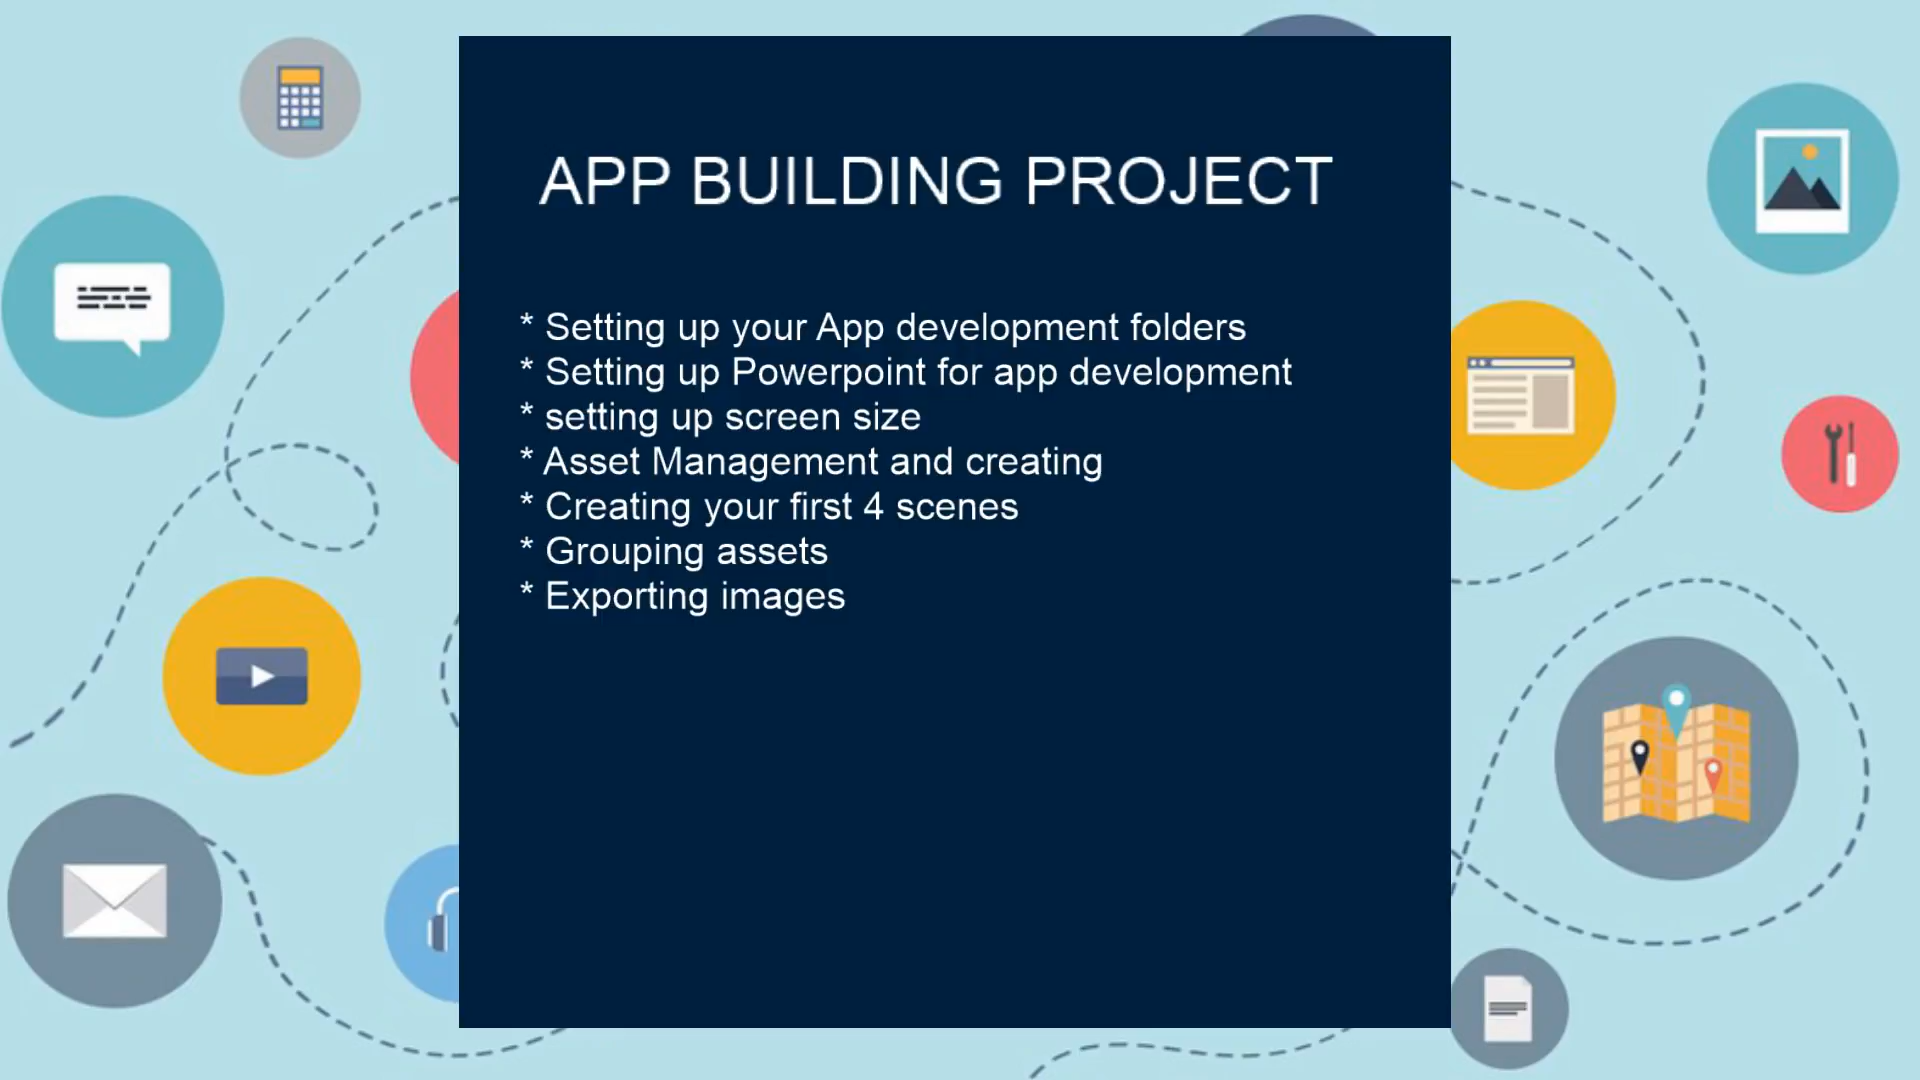 APP BUILDING PROJECT
* Setting up your App development folders
* Setting up Powerpoint for app development
* setting up screen size
* Asset Management and creating
* Creating your first 4 scenes
* Grouping assets
* Exporting images